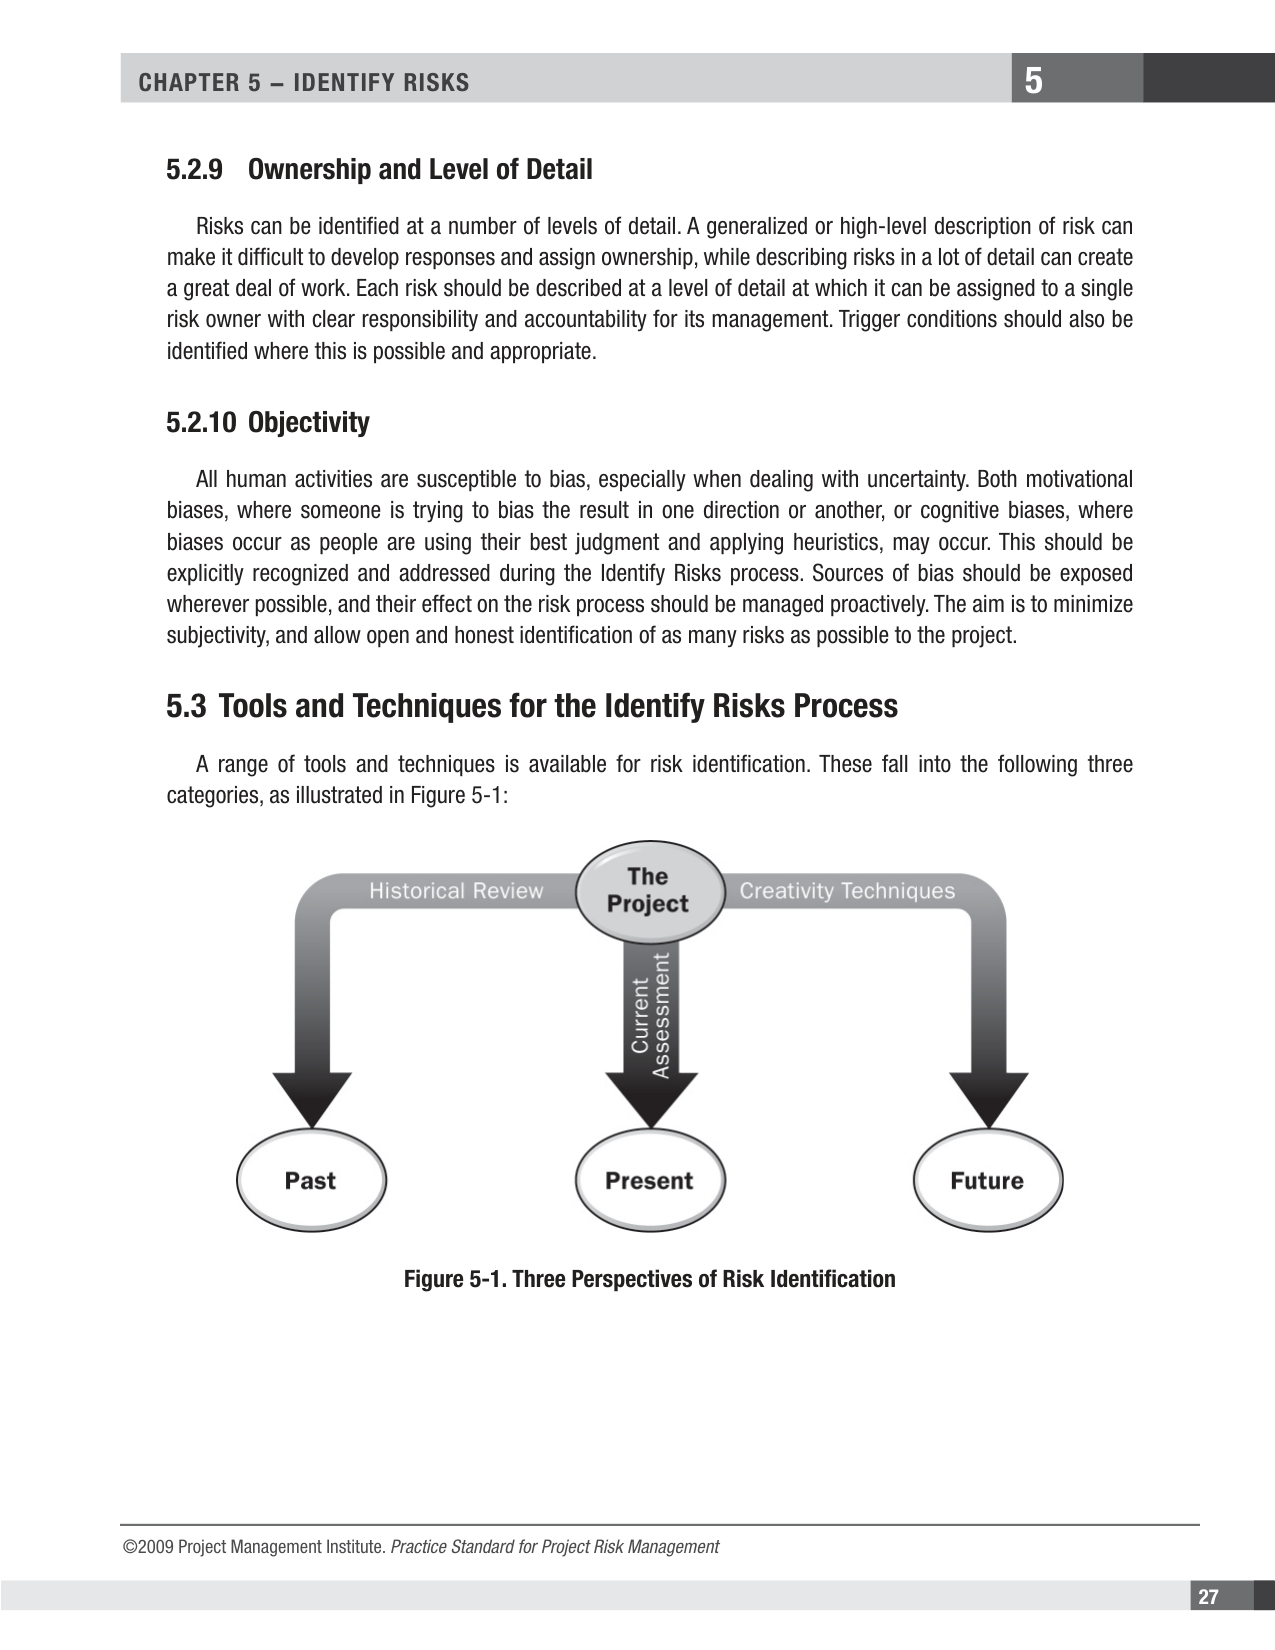 CHAPTER 5 – IDENTIFY RISKS
5
5.2.9 Ownership and Level of Detail
Risks can be identified at a number of levels of detail. A generalized or high-level description of risk can
make it difficult to develop responses and assign ownership, while describing risks in a lot of detail can create
a great deal of work. Each risk should be described at a level of detail at which it can be assigned to a single
risk owner with clear responsibility and accountability for its management. Trigger conditions should also be
identified where this is possible and appropriate.
5.2.10 Objectivity
All human activities are susceptible to bias, especially when dealing with uncertainty. Both motivational
biases, where someone is trying to bias the result in one direction or another, or cognitive biases, where
biases occur as people are using their best judgment and applying heuristics, may occur. This should be
explicitly recognized and addressed during the Identify Risks process. Sources of bias should be exposed
wherever possible, and their effect on the risk process should be managed proactively. The aim is to minimize
subjectivity, and allow open and honest identification of as many risks as possible to the project.
5.3 Tools and Techniques for the Identify Risks Process
A range of tools and techniques is available for risk identification. These fall into the following three
categories, as illustrated in Figure 5-1:
Historical Review
The
Project
Creativity Techniques
Current
Assessment
Past
Present
Future
Figure 5-1. Three Perspectives of Risk Identification
©2009 Project Management Institute. Practice Standard for Project Risk Management
27